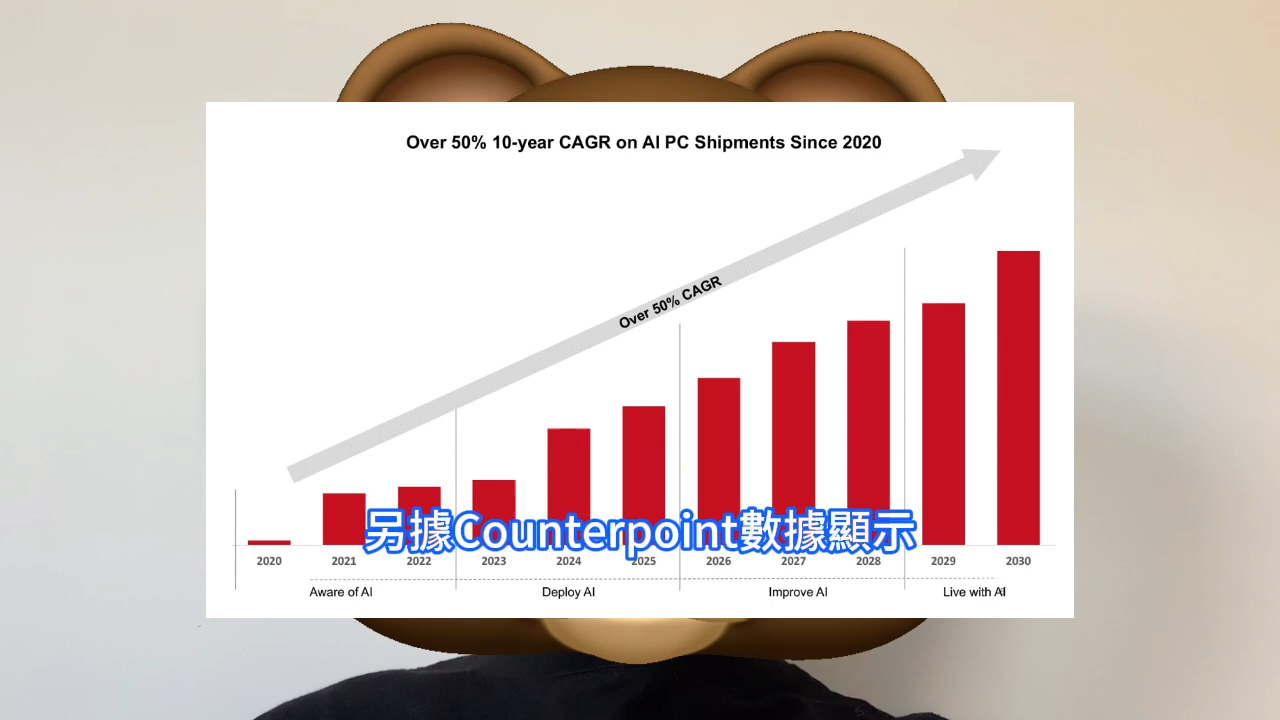 Over 50% 10-year CAGR on AI PC Shipments Since 2020
Over 50% CAGR
另據Counterpoint數據顯示
2020 2021 2022 2023 2024 2025 2026 2027 2028 2029 2030
Aware of AI Deploy AI Improve AI Live with AI